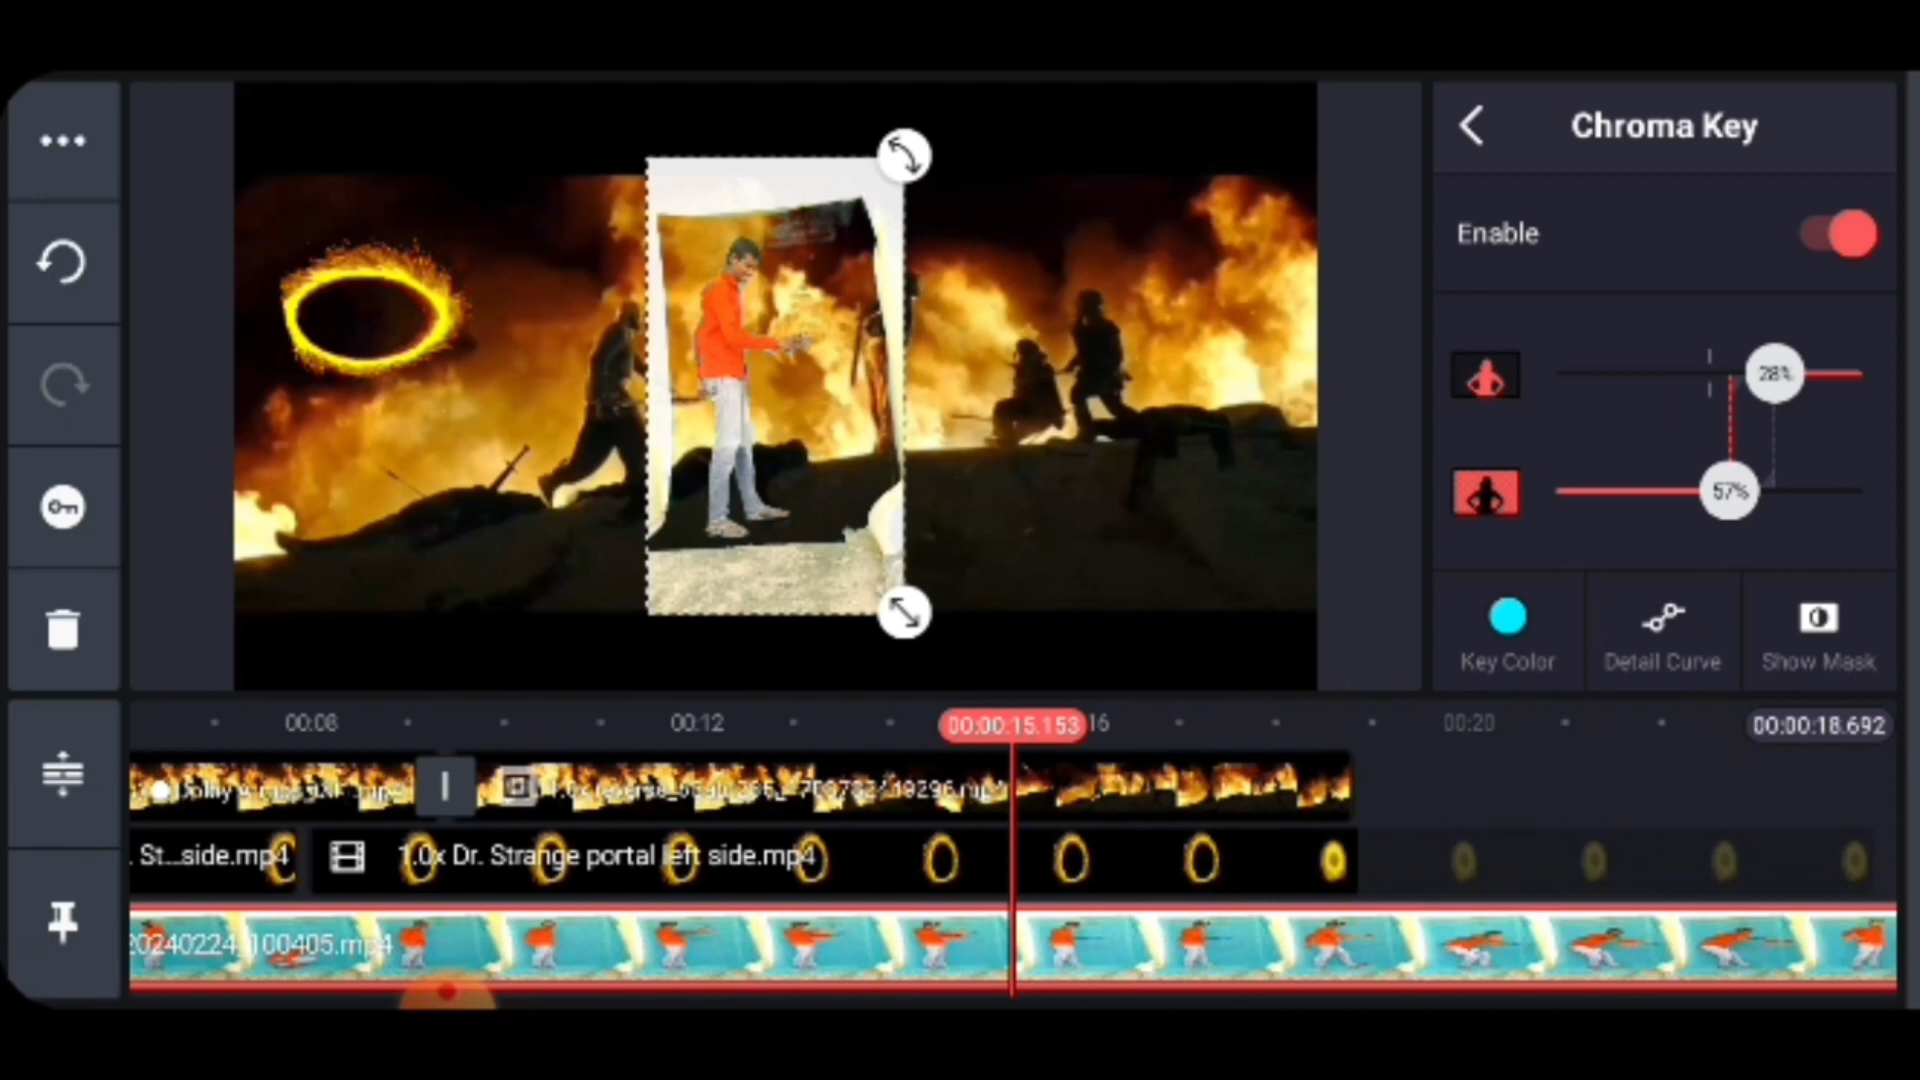 Chroma Key
Enable
28%
57%
Key Color
Detail Curve
Show Mask
00:08
00:12
00:00:15.153
16
00:20
00:00:18.692
. St...side.mp4
1.0x Dr. Strange portal left side.mp4
20240224_100405.mp4